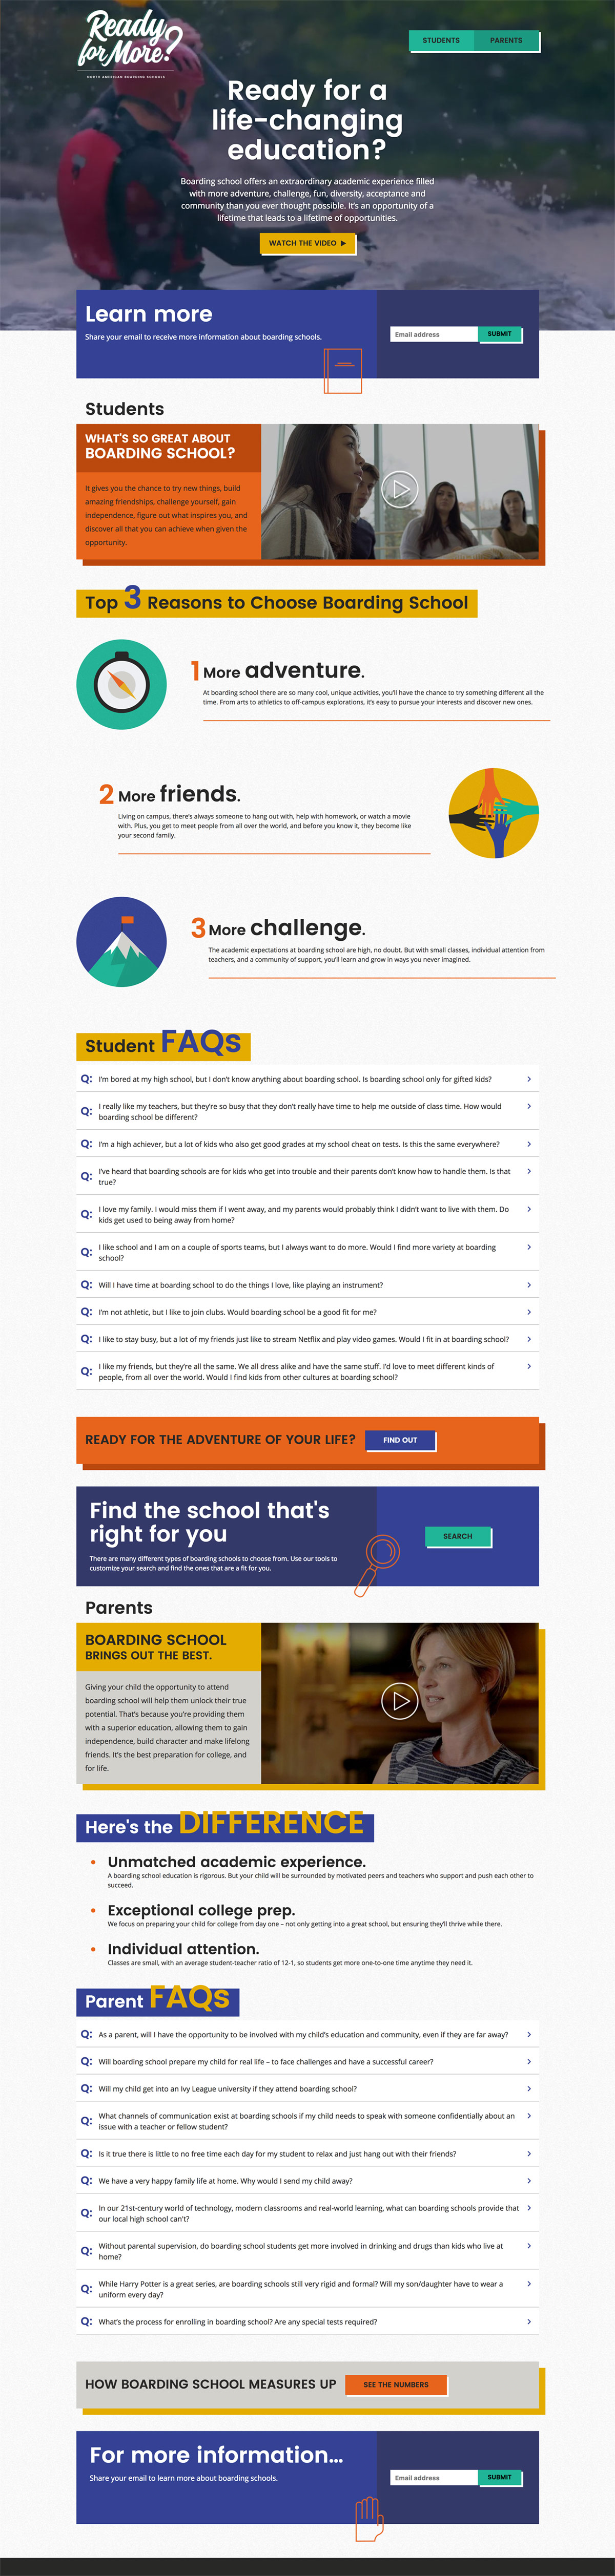 Ready
for More?
NORTH AMERICAN BOARDING SCHOOLS
STUDENTS
PARENTS
Ready for a
life-changing
education?
Boarding school offers an extraordinary academic experience filled
with more adventure, challenge, fun, diversity, acceptance and
community than you ever thought possible. It's an opportunity of a
lifetime that leads to a lifetime of opportunities.
WATCH THE VIDEO
Learn more
Share your email to receive more information about boarding schools.
Email address
SUBMIT
Students
WHAT'S SO GREAT ABOUT
BOARDING SCHOOL?
It gives you the chance to try new things, build
amazing friendships, challenge yourself, gain
independence, figure out what inspires you, and
discover all that you can achieve when given the
opportunity.
Top 3 Reasons to Choose Boarding School
1 More adventure.
At boarding school there are so many cool, unique activities, you'll have the chance to try something different all the
time. From arts to athletics to off-campus explorations, it's easy to pursue your interests and discover new ones.
2 More friends.
Living on campus, there's always someone to hang out with, help with homework, or watch a movie
with. Plus, you get to meet people from all over the world, and before you know it, they become like
your second family.
3 More challenge.
The academic expectations at boarding school are high, no doubt. But with small classes, individual attention from
teachers, and a community of support, you'll learn and grow in ways you never imagined.
Student FAQs
Q: I'm bored at my high school, but I don't know anything about boarding school. Is boarding school only for gifted kids?
Q: I really like my teachers, but they're so busy that they don't really have time to help me outside of class time. How would
boarding school be different?
Q: I'm a high achiever, but a lot of kids who also get good grades at my school cheat on tests. Is this the same everywhere?
Q: I've heard that boarding schools are for kids who get into trouble and their parents don't know how to handle them. Is that
true?
Q: I love my family. I would miss them if I went away, and my parents would probably think I didn't want to live with them. Do
kids get used to being away from home?
Q: I like school and I am on a couple of sports teams, but I always want to do more. Would I find more variety at boarding
school?
Q: Will I have time at boarding school to do the things I love, like playing an instrument?
Q: I'm not athletic, but I like to join clubs. Would boarding school be a good fit for me?
Q: I like to stay busy, but a lot of my friends just like to stream Netflix and play video games. Would I fit in at boarding school?
Q: I like my friends, but they're all the same. We all dress alike and have the same stuff. I'd love to meet different kinds of
people, from all over the world. Would I find kids from other cultures at boarding school?
READY FOR THE ADVENTURE OF YOUR LIFE?
FIND OUT
Find the school that's
right for you
There are many different types of boarding schools to choose from. Use our tools to
customize your search and find the ones that are a fit for you.
SEARCH
Parents
BOARDING SCHOOL
BRINGS OUT THE BEST.
Giving your child the opportunity to attend
boarding school will help them unlock their true
potential. That's because you're providing them
with a superior education, allowing them to gain
independence, build character and make lifelong
friends. It's the best preparation for college, and
for life.
Here's the DIFFERENCE
Unmatched academic experience.
A boarding school education is rigorous. But your child will be surrounded by motivated peers and teachers who support and push each other to
succeed.
Exceptional college prep.
We focus on preparing your child for college from day one – not only getting into a great school, but ensuring they'll thrive while there.
Individual attention.
Classes are small, with an average student-teacher ratio of 12-1, so students get more one-to-one time anytime they need it.
Parent FAQs
Q: As a parent, will I have the opportunity to be involved with my child's education and community, even if they are far away?
Q: Will boarding school prepare my child for real life – to face challenges and have a successful career?
Q: Will my child get into an Ivy League university if they attend boarding school?
Q: What channels of communication exist at boarding schools if my child needs to speak with someone confidentially about an
issue with a teacher or fellow student?
Q: Is it true there is little to no free time each day for my student to relax and just hang out with their friends?
Q: We have a very happy family life at home. Why would I send my child away?
Q: In our 21st-century world of technology, modern classrooms and real-world learning, what can boarding schools provide that
our local high school can't?
Q: Without parental supervision, do boarding school students get more involved in drinking and drugs than kids who live at
home?
Q: While Harry Potter is a great series, are boarding schools still very rigid and formal? Will my son/daughter have to wear a
uniform every day?
Q: What's the process for enrolling in boarding school? Are any special tests required?
HOW BOARDING SCHOOL MEASURES UP
SEE THE NUMBERS
For more information...
Share your email to learn more about boarding schools.
Email address
SUBMIT